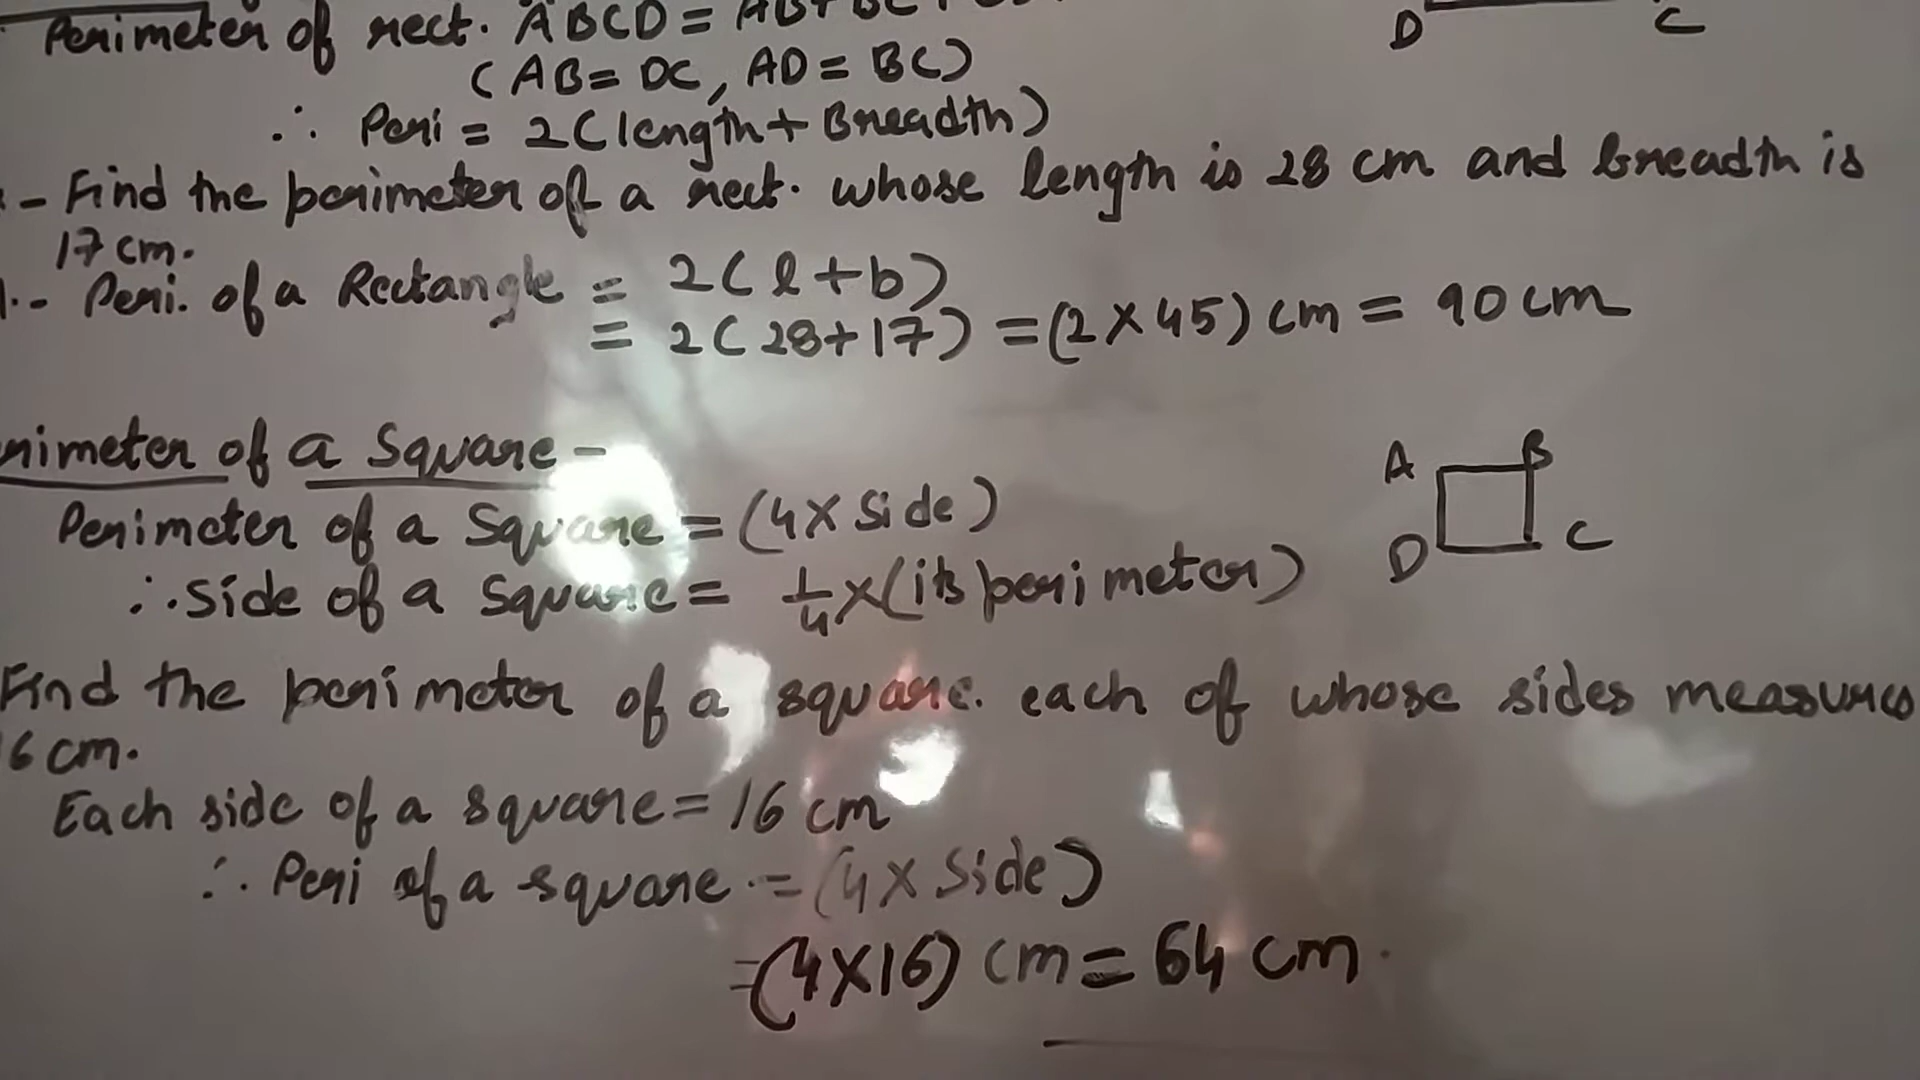 Perimeter of rect. ABCD = AB+BC+
D C
(AB=DC, AD=BC)
∴ Peri = 2(length+Breadth)
- Find the perimeter of a rect. whose length is 28 cm and breadth is
17 cm.
- Peri. of a Rectangle = 2(l+b)
= 2(28+17) = (2×45) cm = 90 cm
of a Square -
A B
Perimeter of a Square = (4×Side)
D C
∴ Side of a Square = 1/4×(its perimeter)
Find the perimeter of a square. each of whose sides measures
6 cm.
Each side of a square = 16 cm
∴ Peri of a square = (4×Side)
=(4×16) cm = 64 cm.